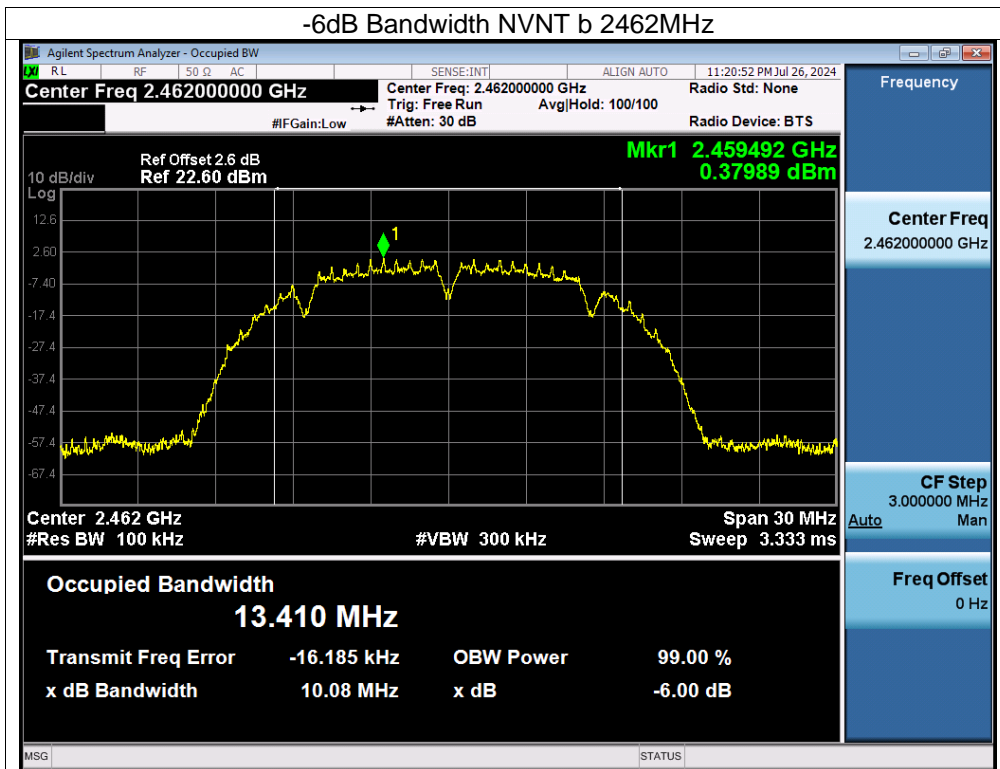 -6dB Bandwidth NVNT b 2462MHz
Agilent Spectrum Analyzer - Occupied BW
LXI RL RF 50 Ω AC SENSE:INT ALIGN AUTO 11:20:52 PM Jul 26, 2024
Center Freq 2.462000000 GHz
Center Freq: 2.462000000 GHz
Radio Std: None
Trig: Free Run Avg|Hold: 100/100
#IFGain:Low
#Atten: 30 dB
Radio Device: BTS
Frequency
Ref Offset 2.6 dB
10 dB/div Ref 22.60 dBm
Mkr1 2.459492 GHz
0.37989 dBm
Log
12.6
2.60
-7.40
-17.4
-27.4
-37.4
-47.4
-57.4
-67.4
1
Center 2.462 GHz
Span 30 MHz
#Res BW 100 kHz
#VBW 300 kHz
Sweep 3.333 ms
Center Freq
2.462000000 GHz
CF Step
3.000000 MHz
Auto Man
Freq Offset
0 Hz
Occupied Bandwidth
13.410 MHz
Transmit Freq Error -16.185 kHz OBW Power 99.00 %
x dB Bandwidth 10.08 MHz x dB -6.00 dB
MSG STATUS